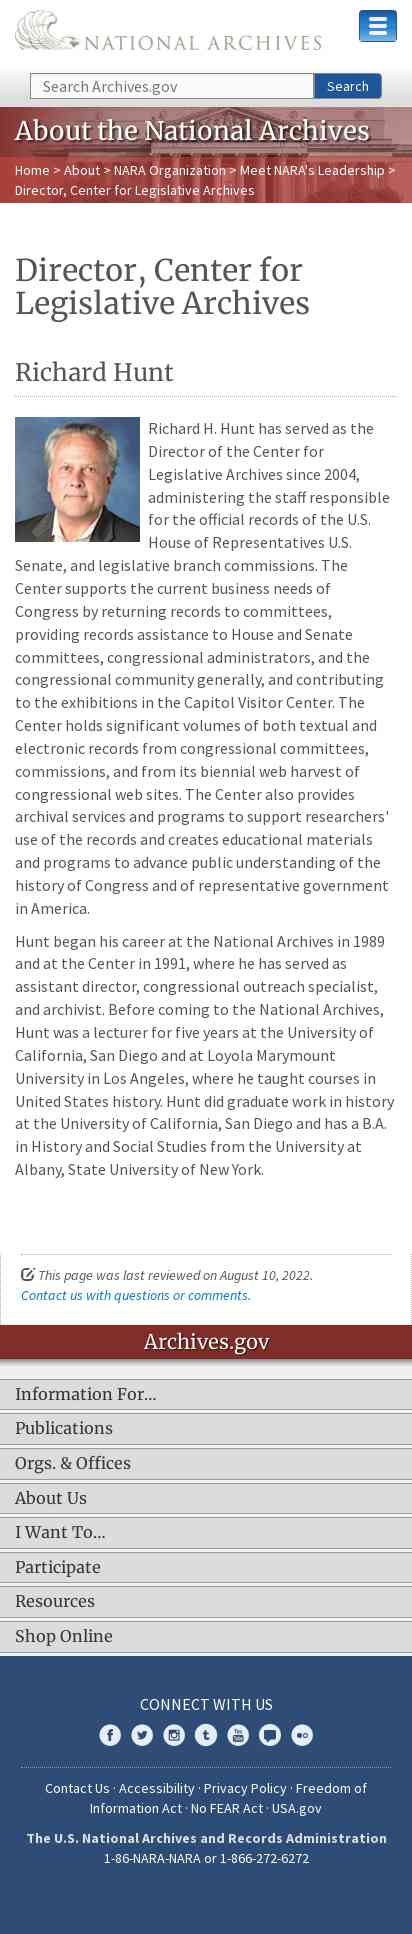 NATIONAL ARCHIVES
Search Archives.gov
Search
About the National Archives
Home > About > NARA Organization > Meet NARA's Leadership >
Director, Center for Legislative Archives
Director, Center for
Legislative Archives
Richard Hunt
Richard H. Hunt has served as the
Director of the Center for
Legislative Archives since 2004,
administering the staff responsible
for the official records of the U.S.
House of Representatives U.S.
Senate, and legislative branch commissions. The
Center supports the current business needs of
Congress by returning records to committees,
providing records assistance to House and Senate
committees, congressional administrators, and the
congressional community generally, and contributing
to the exhibitions in the Capitol Visitor Center. The
Center holds significant volumes of both textual and
electronic records from congressional committees,
commissions, and from its biennial web harvest of
congressional web sites. The Center also provides
archival services and programs to support researchers'
use of the records and creates educational materials
and programs to advance public understanding of the
history of Congress and of representative government
in America.
Hunt began his career at the National Archives in 1989
and at the Center in 1991, where he has served as
assistant director, congressional outreach specialist,
and archivist. Before coming to the National Archives,
Hunt was a lecturer for five years at the University of
California, San Diego and at Loyola Marymount
University in Los Angeles, where he taught courses in
United States history. Hunt did graduate work in history
at the University of California, San Diego and has a B.A.
in History and Social Studies from the University at
Albany, State University of New York.
This page was last reviewed on August 10, 2022.
Contact us with questions or comments.
Archives.gov
Information For…
Publications
Orgs. & Offices
About Us
I Want To…
Participate
Resources
Shop Online
CONNECT WITH US
Contact Us · Accessibility · Privacy Policy · Freedom of
Information Act · No FEAR Act · USA.gov
The U.S. National Archives and Records Administration
1-86-NARA-NARA or 1-866-272-6272